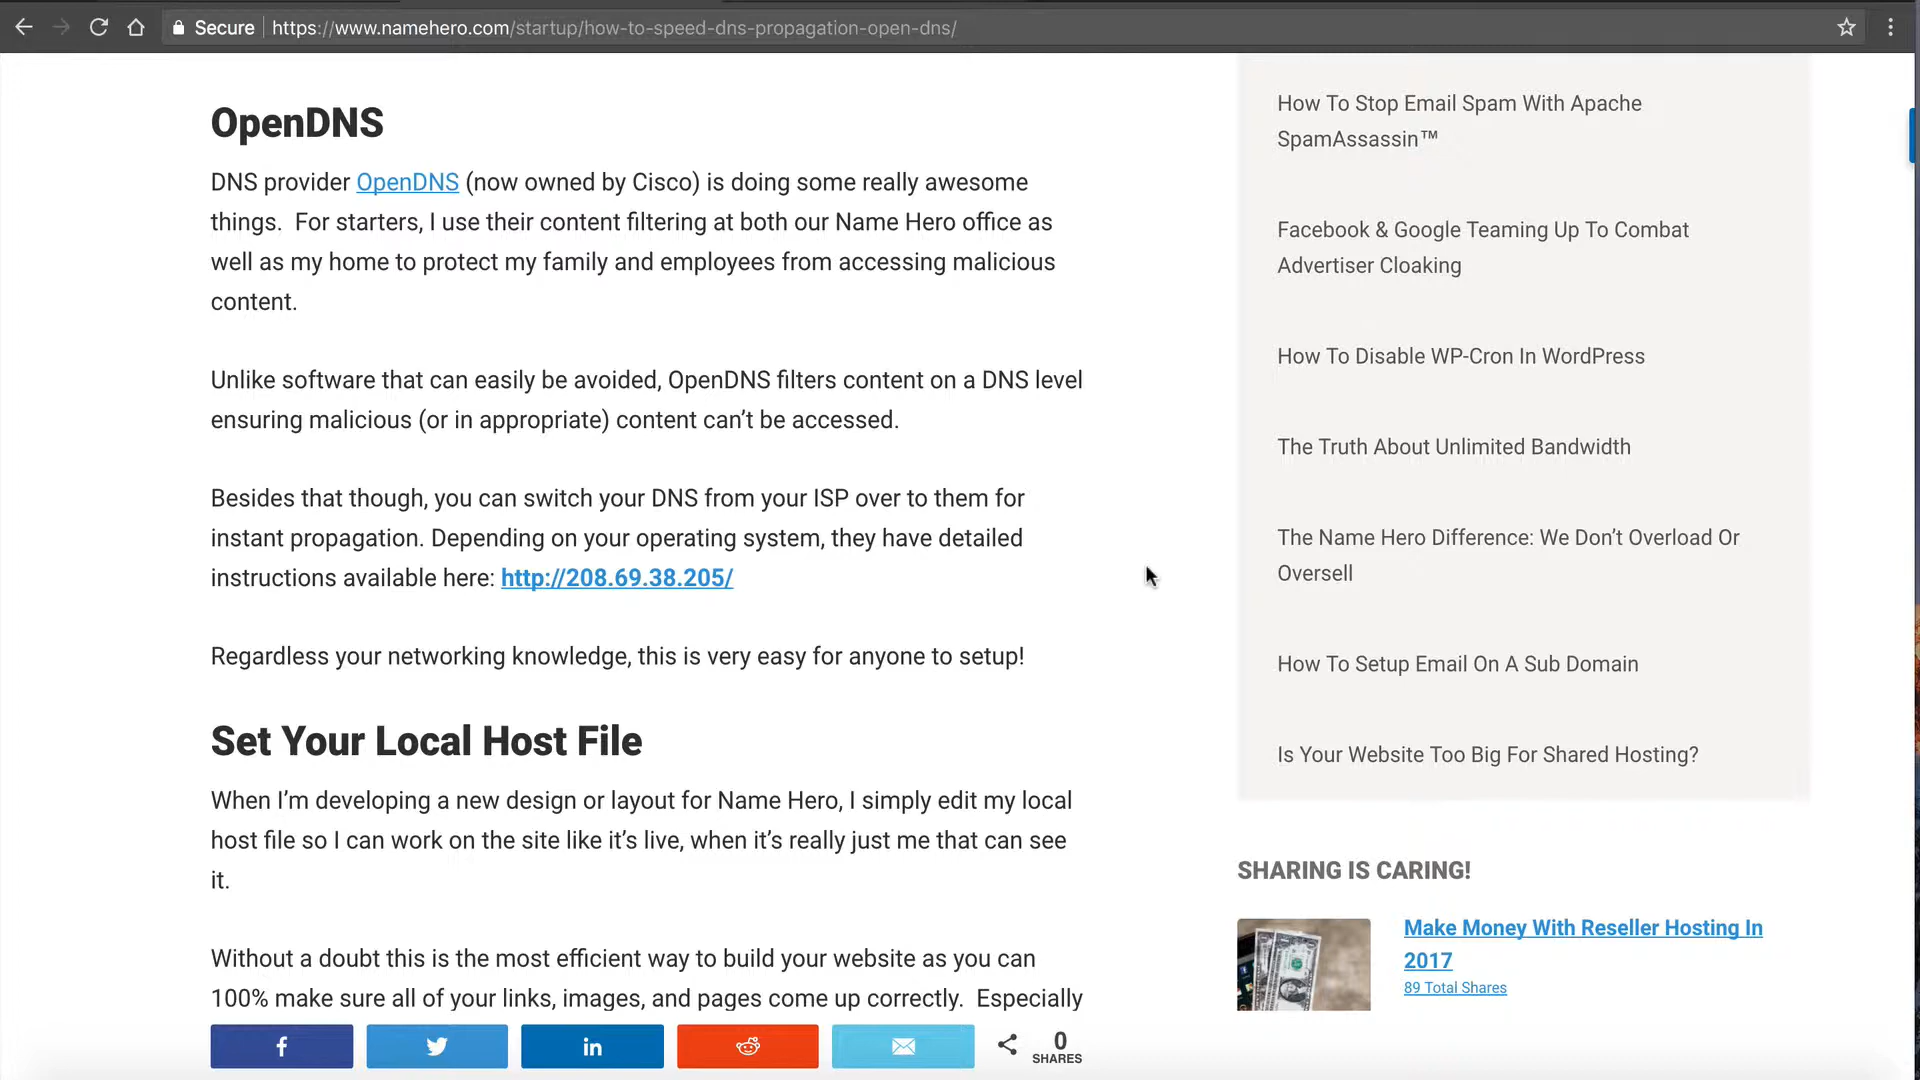 Secure https://www.namehero.com/startup/how-to-speed-dns-propagation-open-dns/
OpenDNS
DNS provider OpenDNS (now owned by Cisco) is doing some really awesome
things.  For starters, I use their content filtering at both our Name Hero office as
well as my home to protect my family and employees from accessing malicious
content.
Unlike software that can easily be avoided, OpenDNS filters content on a DNS level
ensuring malicious (or in appropriate) content can’t be accessed.
Besides that though, you can switch your DNS from your ISP over to them for
instant propagation. Depending on your operating system, they have detailed
instructions available here: http://208.69.38.205/
Regardless your networking knowledge, this is very easy for anyone to setup!
Set Your Local Host File
When I’m developing a new design or layout for Name Hero, I simply edit my local
host file so I can work on the site like it’s live, when it’s really just me that can see
it.
Without a doubt this is the most efficient way to build your website as you can
100% make sure all of your links, images, and pages come up correctly.  Especially
0
SHARES
How To Stop Email Spam With Apache
SpamAssassin™
Facebook & Google Teaming Up To Combat
Advertiser Cloaking
How To Disable WP-Cron In WordPress
The Truth About Unlimited Bandwidth
The Name Hero Difference: We Don’t Overload Or
Oversell
How To Setup Email On A Sub Domain
Is Your Website Too Big For Shared Hosting?
SHARING IS CARING!
Make Money With Reseller Hosting In
2017
89 Total Shares